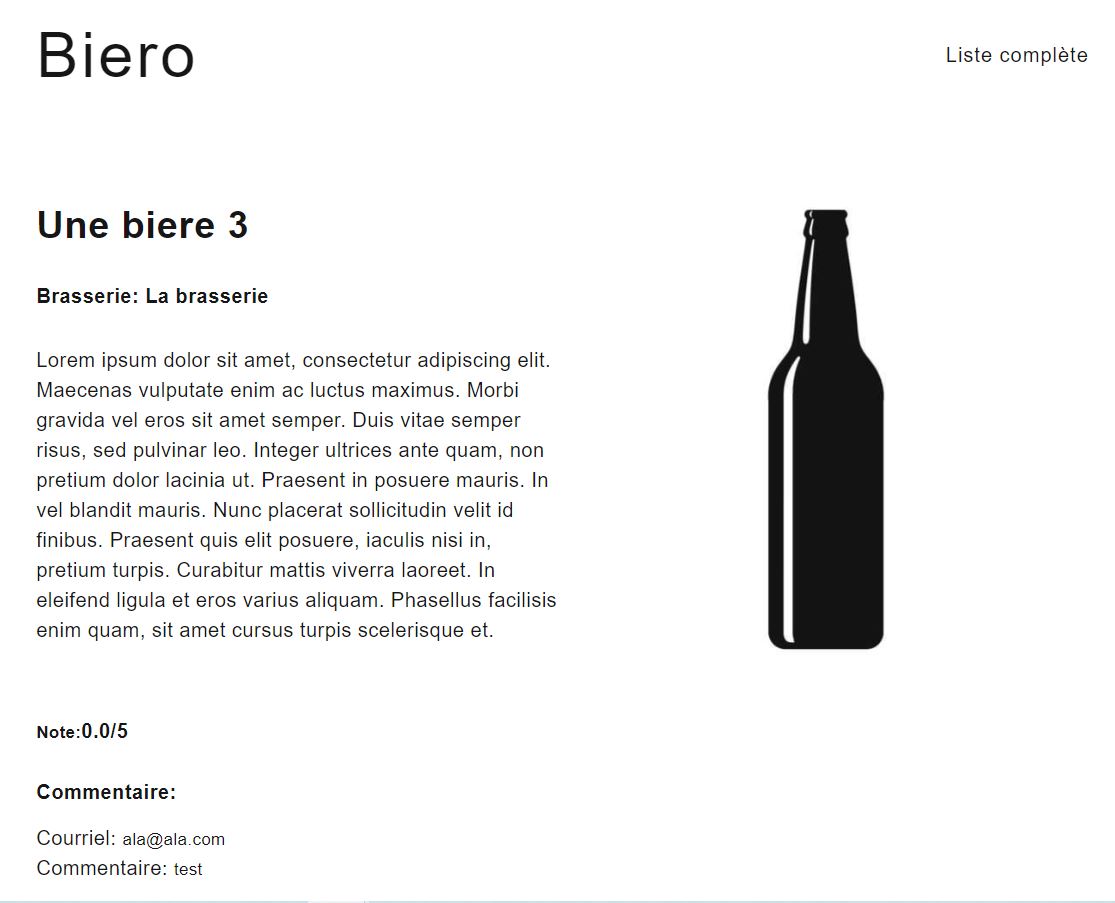 Biero
Liste complète
Une biere 3
Brasserie: La brasserie
Lorem ipsum dolor sit amet, consectetur adipiscing elit.
Maecenas vulputate enim ac luctus maximus. Morbi
gravida vel eros sit amet semper. Duis vitae semper
risus, sed pulvinar leo. Integer ultrices ante quam, non
pretium dolor lacinia ut. Praesent in posuere mauris. In
vel blandit mauris. Nunc placerat sollicitudin velit id
finibus. Praesent quis elit posuere, iaculis nisi in,
pretium turpis. Curabitur mattis viverra laoreet. In
eleifend ligula et eros varius aliquam. Phasellus facilisis
enim quam, sit amet cursus turpis scelerisque et.
Note:0.0/5
Commentaire:
Courriel: ala@ala.com
Commentaire: test